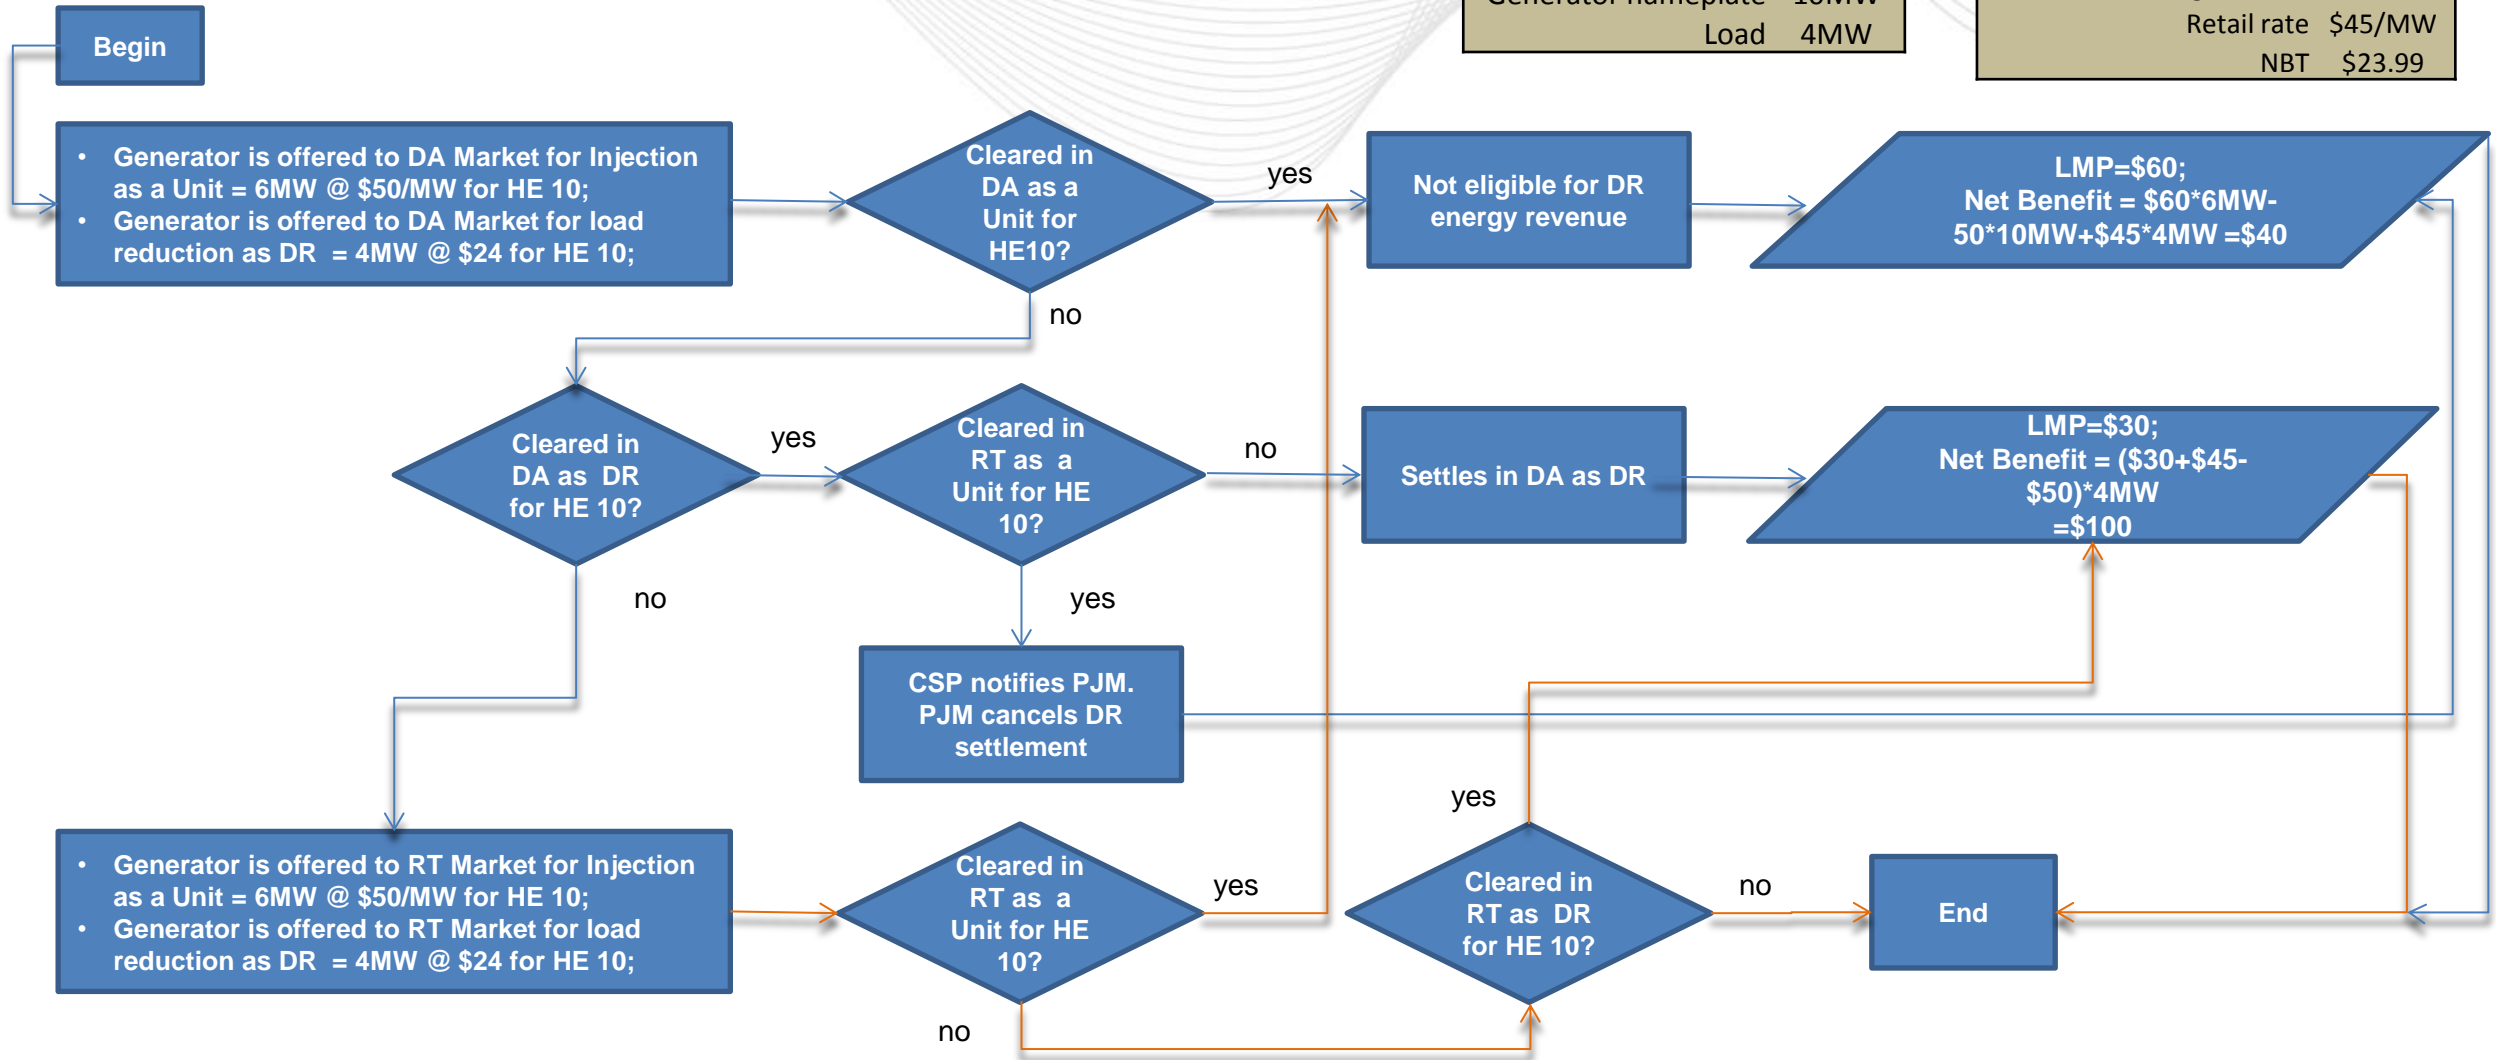 Load 4MW
Retail rate $45/MW
NBT $23.99
Begin
• Generator is offered to DA Market for Injection
as a Unit = 6MW @ $50/MW for HE 10;
• Generator is offered to DA Market for load
reduction as DR = 4MW @ $24 for HE 10;
Cleared in
DA as a
Unit for
HE10?
yes
Not eligible for DR
energy revenue
LMP=$60;
Net Benefit = $60*6MW-
50*10MW+$45*4MW =$40
no
Cleared in
DA as DR
for HE 10?
yes
Cleared in
RT as a
Unit for HE
10?
no
Settles in DA as DR
LMP=$30;
Net Benefit = ($30+$45-
$50)*4MW
=$100
no
yes
CSP notifies PJM.
PJM cancels DR
settlement
• Generator is offered to RT Market for Injection
as a Unit = 6MW @ $50/MW for HE 10;
• Generator is offered to RT Market for load
reduction as DR = 4MW @ $24 for HE 10;
Cleared in
RT as a
Unit for HE
10?
yes
no
yes
Cleared in
RT as DR
for HE 10?
no
End